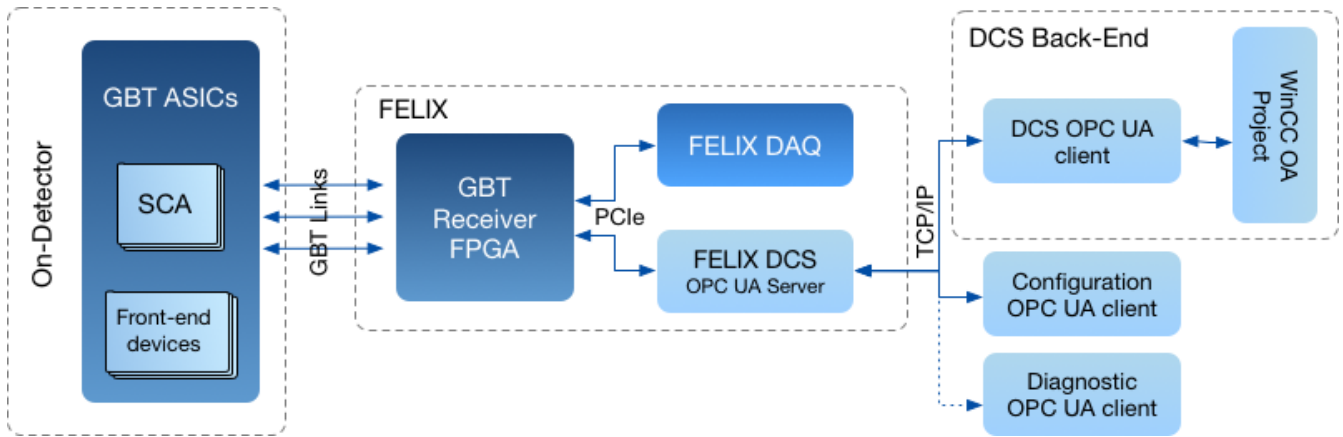 On-Detector
GBT ASICs
SCA
Front-end
devices
GBT Links
FELIX
GBT
Receiver
FPGA
PCIe
FELIX DAQ
FELIX DCS
OPC UA Server
TCP/IP
DCS Back-End
DCS OPC UA
client
WinCC OA
Project
Configuration
OPC UA client
Diagnostic
OPC UA client